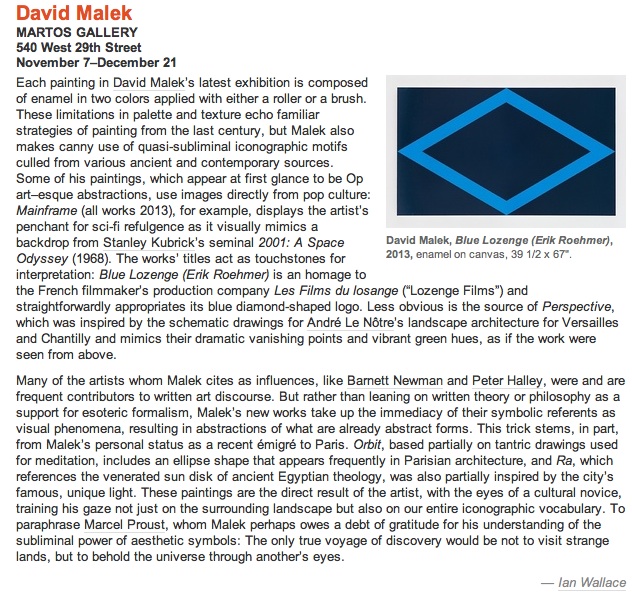 David Malek
MARTOS GALLERY
540 West 29th Street
November 7–December 21
Each painting in David Malek's latest exhibition is composed
of enamel in two colors applied with either a roller or a brush.
These limitations in palette and texture echo familiar
strategies of painting from the last century, but Malek also
makes canny use of quasi-subliminal iconographic motifs
culled from various ancient and contemporary sources.
Some of his paintings, which appear at first glance to be Op
art–esque abstractions, use images directly from pop culture:
Mainframe (all works 2013), for example, displays the artist's
penchant for sci-fi refulgence as it visually mimics a
backdrop from Stanley Kubrick's seminal 2001: A Space
Odyssey (1968). The works' titles act as touchstones for
interpretation: Blue Lozenge (Erik Roehmer) is an homage to
the French filmmaker's production company Les Films du losange ("Lozenge Films") and
straightforwardly appropriates its blue diamond-shaped logo. Less obvious is the source of Perspective,
which was inspired by the schematic drawings for André Le Nôtre's landscape architecture for Versailles
and Chantilly and mimics their dramatic vanishing points and vibrant green hues, as if the work were
seen from above.
David Malek, Blue Lozenge (Erik Roehmer),
2013, enamel on canvas, 39 1/2 x 67".
Many of the artists whom Malek cites as influences, like Barnett Newman and Peter Halley, were and are
frequent contributors to written art discourse. But rather than leaning on written theory or philosophy as a
support for esoteric formalism, Malek's new works take up the immediacy of their symbolic referents as
visual phenomena, resulting in abstractions of what are already abstract forms. This trick stems, in part,
from Malek's personal status as a recent émigré to Paris. Orbit, based partially on tantric drawings used
for meditation, includes an ellipse shape that appears frequently in Parisian architecture, and Ra, which
references the venerated sun disk of ancient Egyptian theology, was also partially inspired by the city's
famous, unique light. These paintings are the direct result of the artist, with the eyes of a cultural novice,
training his gaze not just on the surrounding landscape but also on our entire iconographic vocabulary. To
paraphrase Marcel Proust, whom Malek perhaps owes a debt of gratitude for his understanding of the
subliminal power of aesthetic symbols: The only true voyage of discovery would be not to visit strange
lands, but to behold the universe through another's eyes.
— Ian Wallace